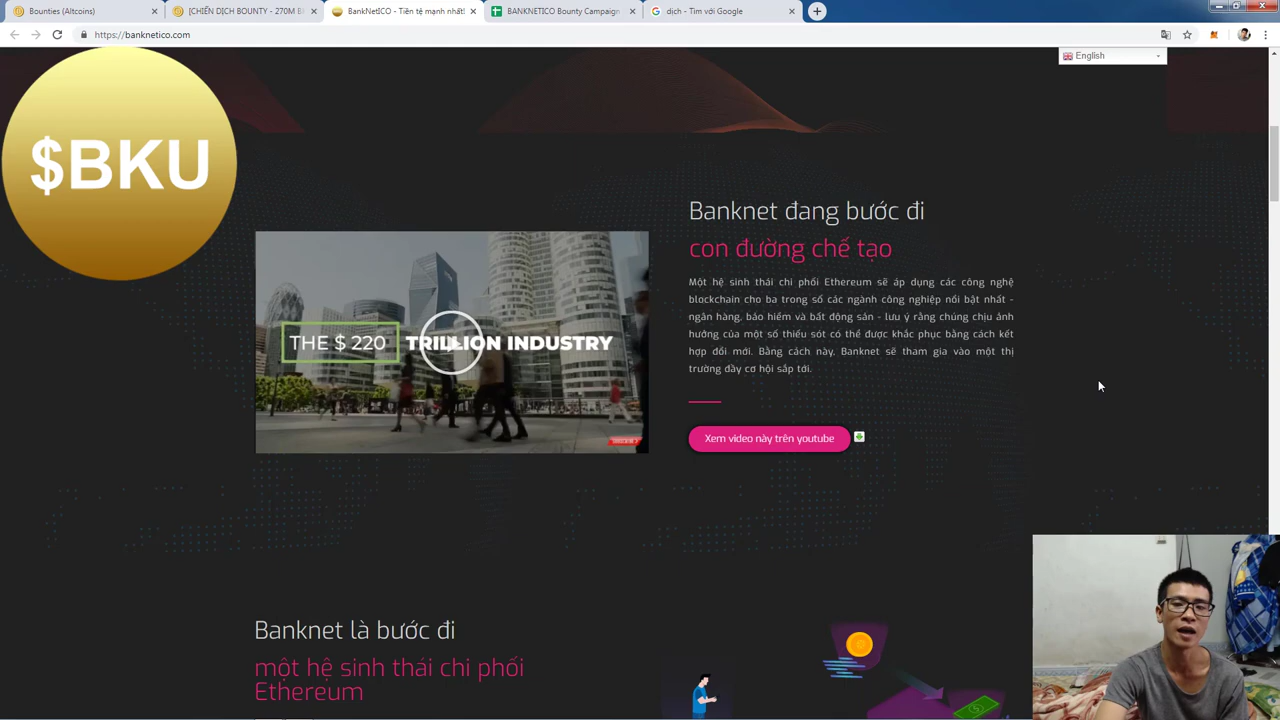 Bounties (Altcoins)
[CHIẾN DỊCH BOUNTY - 270M B
BankNetICO - Tiền tệ mạnh nhất!
BANKNETICO Bounty Campaign
dịch - Tìm với Google
https://banknetico.com
English
$BKU
Banknet đang bước đi
con đường chế tạo
Một hệ sinh thái chi phối Ethereum sẽ áp dụng các công nghệ
blockchain cho ba trong số các ngành công nghiệp nổi bật nhất -
ngân hàng, bảo hiểm và bất động sản - lưu ý rằng chúng chịu ảnh
hưởng của một số thiếu sót có thể được khắc phục bằng cách kết
hợp đổi mới. Bằng cách này, Banknet sẽ tham gia vào một thị
trường đầy cơ hội sắp tới.
THE $ 220 TRILLION INDUSTRY
Xem video này trên youtube
Banknet là bước đi
một hệ sinh thái chi phối
Ethereum